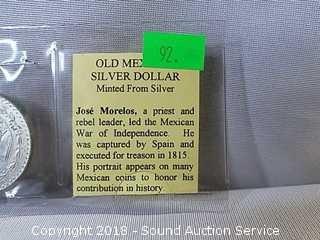 92.
OLD MEX
SILVER DOLLAR
Minted From Silver
José Morelos, a priest and
rebel leader, led the Mexican
War of Independence. He
was captured by Spain and
executed for treason in 1815.
His portrait appears on many
Mexican coins to honor his
contribution in history.
Copyright 2018 - Sound Auction Service